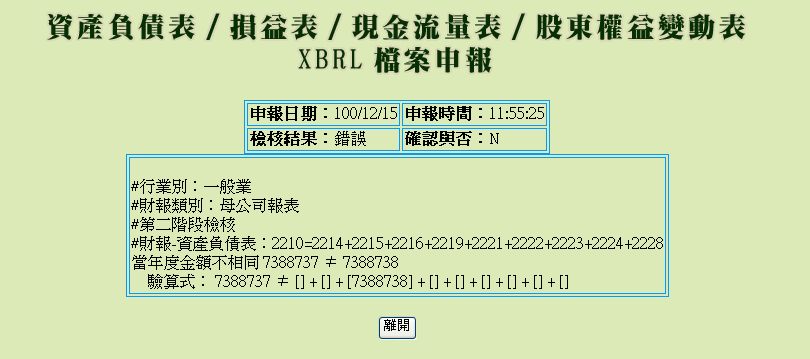 資產負債表 / 損益表 / 現金流量表 / 股東權益變動表
XBRL 檔案申報
申報日期：100/12/15 申報時間：11:55:25
檢核結果：錯誤 確認與否：N
#行業別：一般業
#財報類別：母公司報表
#第二階段檢核
#財報-資產負債表：2210=2214+2215+2216+2219+2221+2222+2223+2224+2228
當年度金額不相同 7388737 ≠ 7388738
驗算式： 7388737 ≠ [] + [] + [7388738] + [] + [] + [] + [] + [] + []
離開